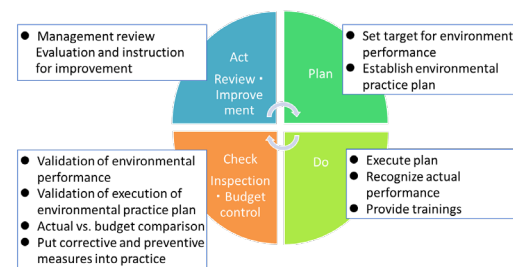 ● Management review
Evaluation and instruction
for improvement
Act
Review・
Improve
ment
Plan
● Set target for environment
performance
● Establish environmental
practice plan
● Validation of environmental
performance
● Validation of execution of
environmental practice plan
● Actual vs. budget comparison
● Put corrective and preventive
measures into practice
Check
Inspection
・Budget
control
Do
● Execute plan
● Recognize actual
performance
● Provide trainings